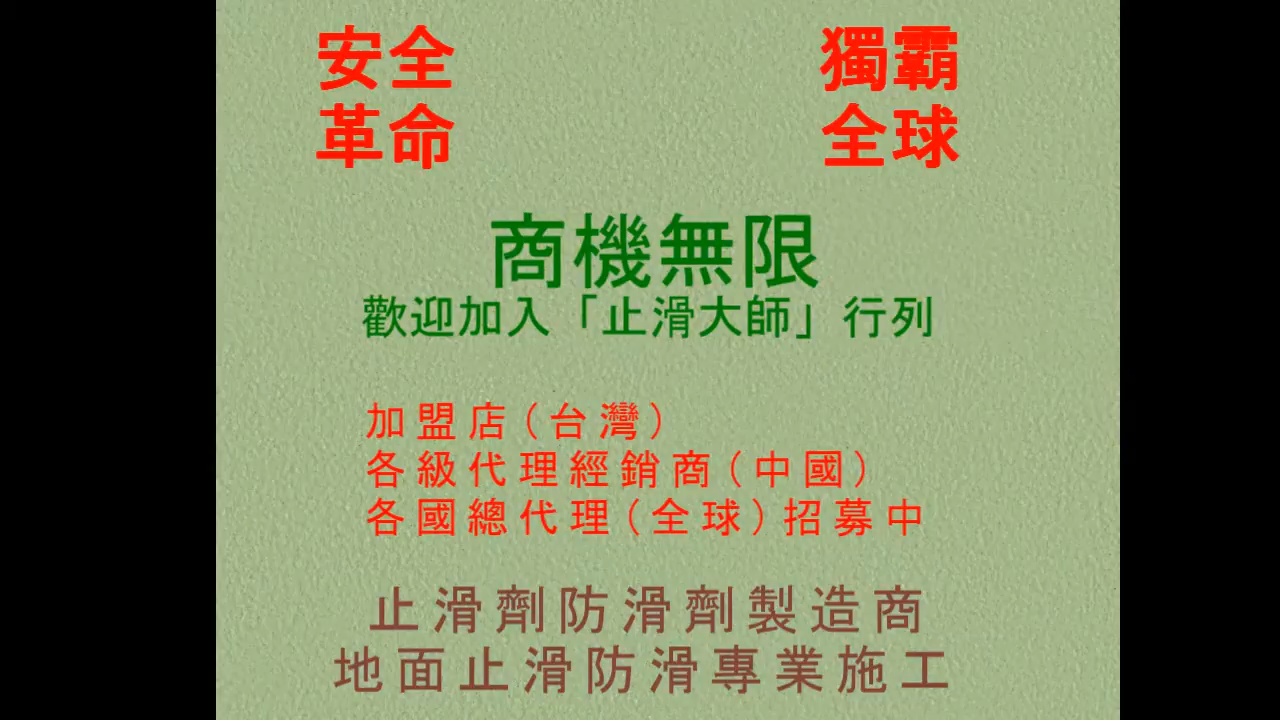 安全
革命
獨霸
全球
商機無限
歡迎加入「止滑大師」行列
加盟店(台灣)
各級代理經銷商(中國)
各國總代理(全球)招募中
止滑劑防滑劑製造商
地面止滑防滑專業施工